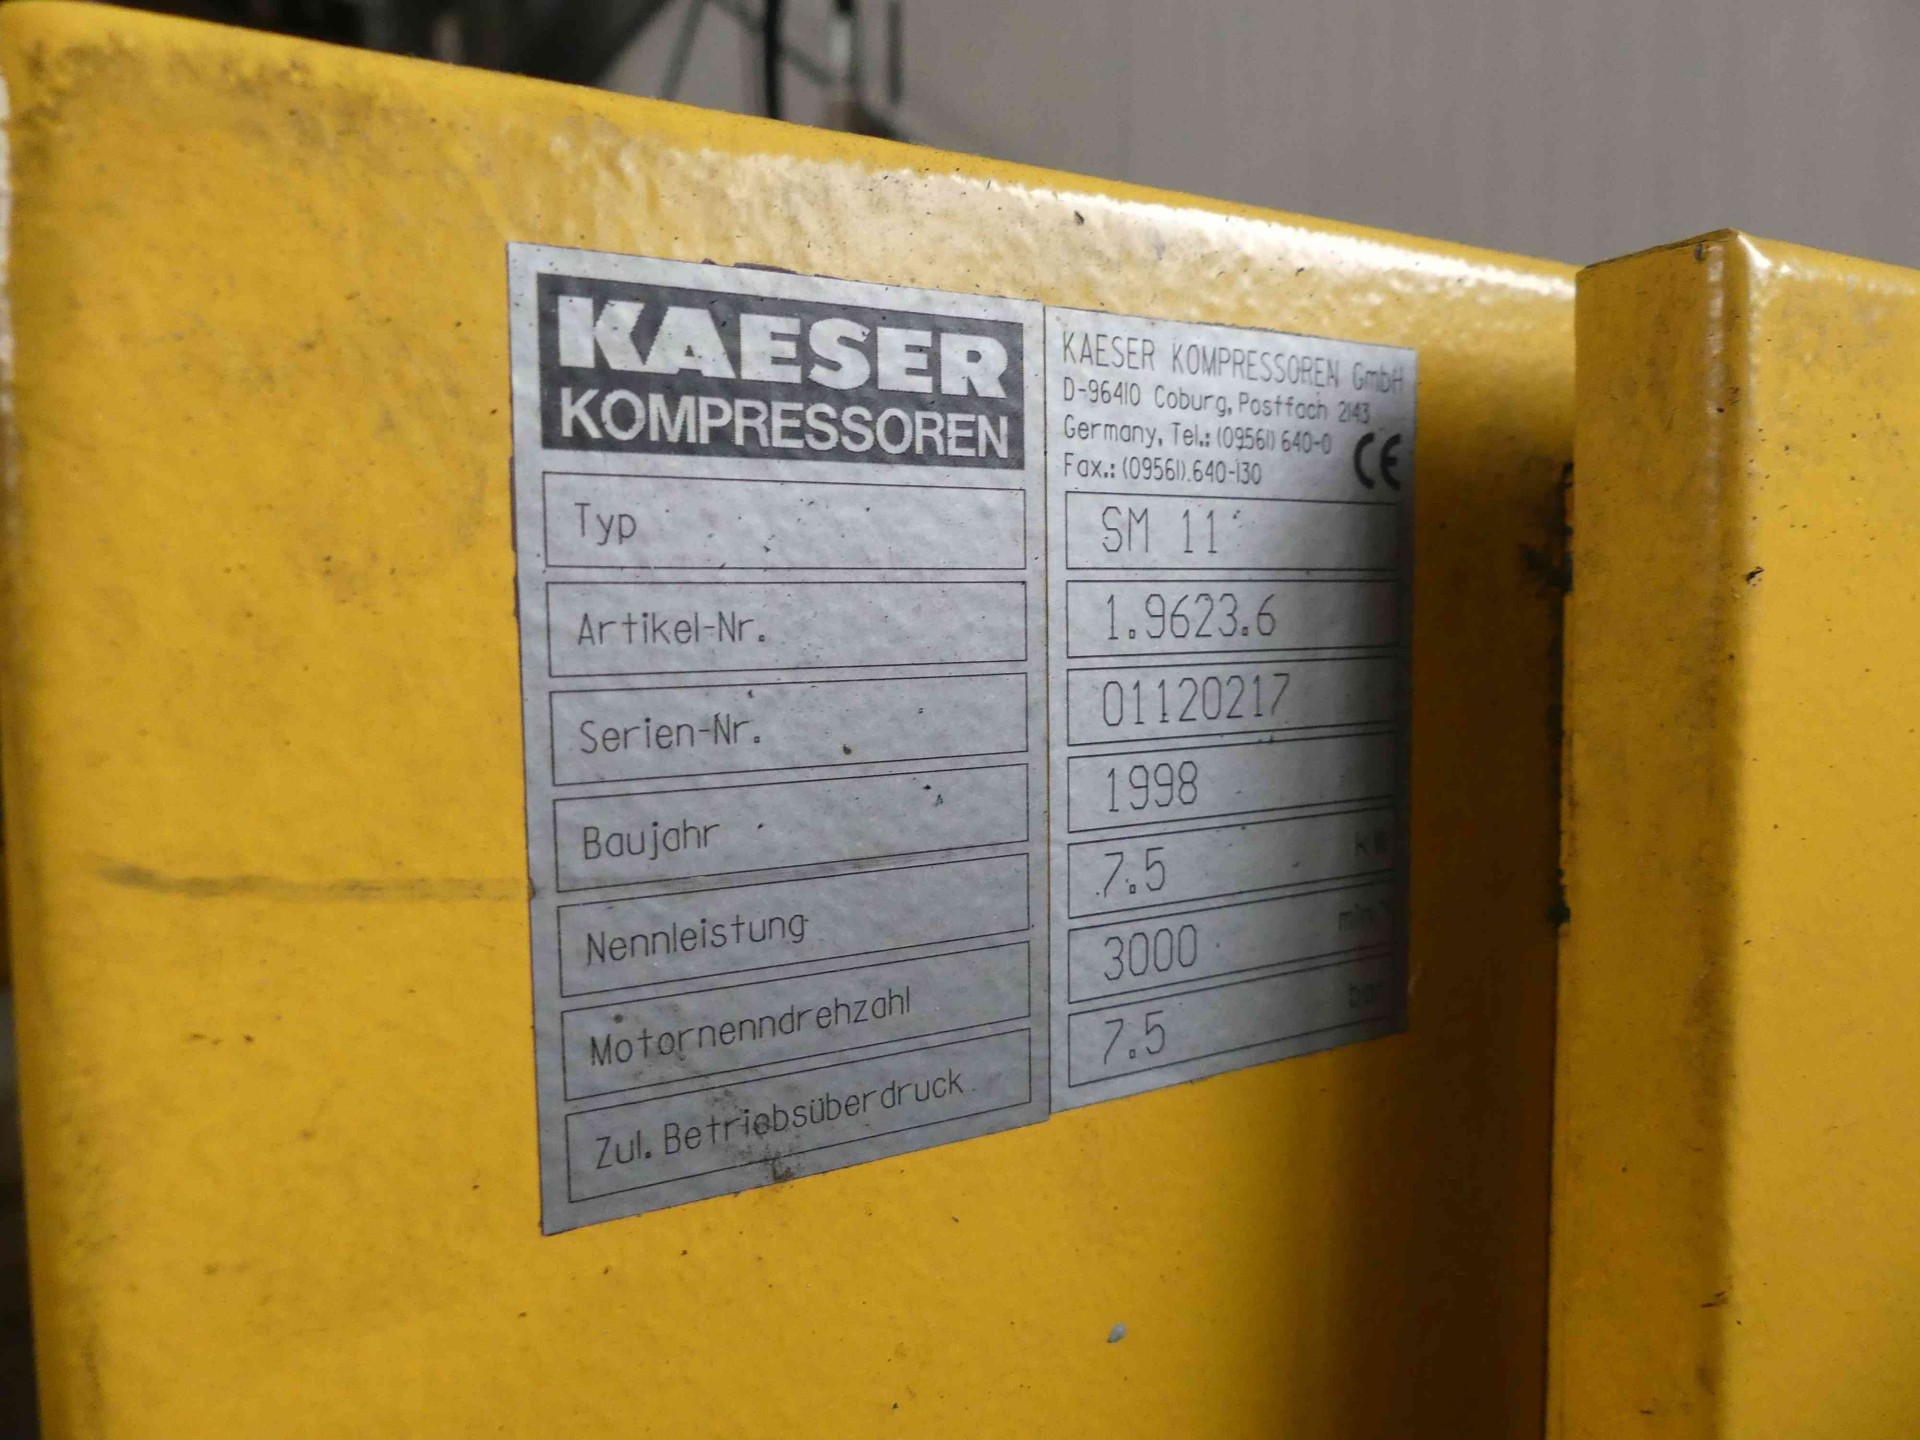 KAESER
KOMPRESSOREN
KAESER KOMPRESSOREN GmbH
D-96410 Coburg, Postfach 2143
Germany, Tel.: (09561) 640-0
Fax.: (09561) 640-130
CE
Typ SM 11
Artikel-Nr. 1.9623.6
Serien-Nr. 01120217
Baujahr 1998
Nennleistung 7.5 kW
Motornenndrehzahl 3000 min⁻¹
Zul. Betriebsüberdruck 7.5 bar